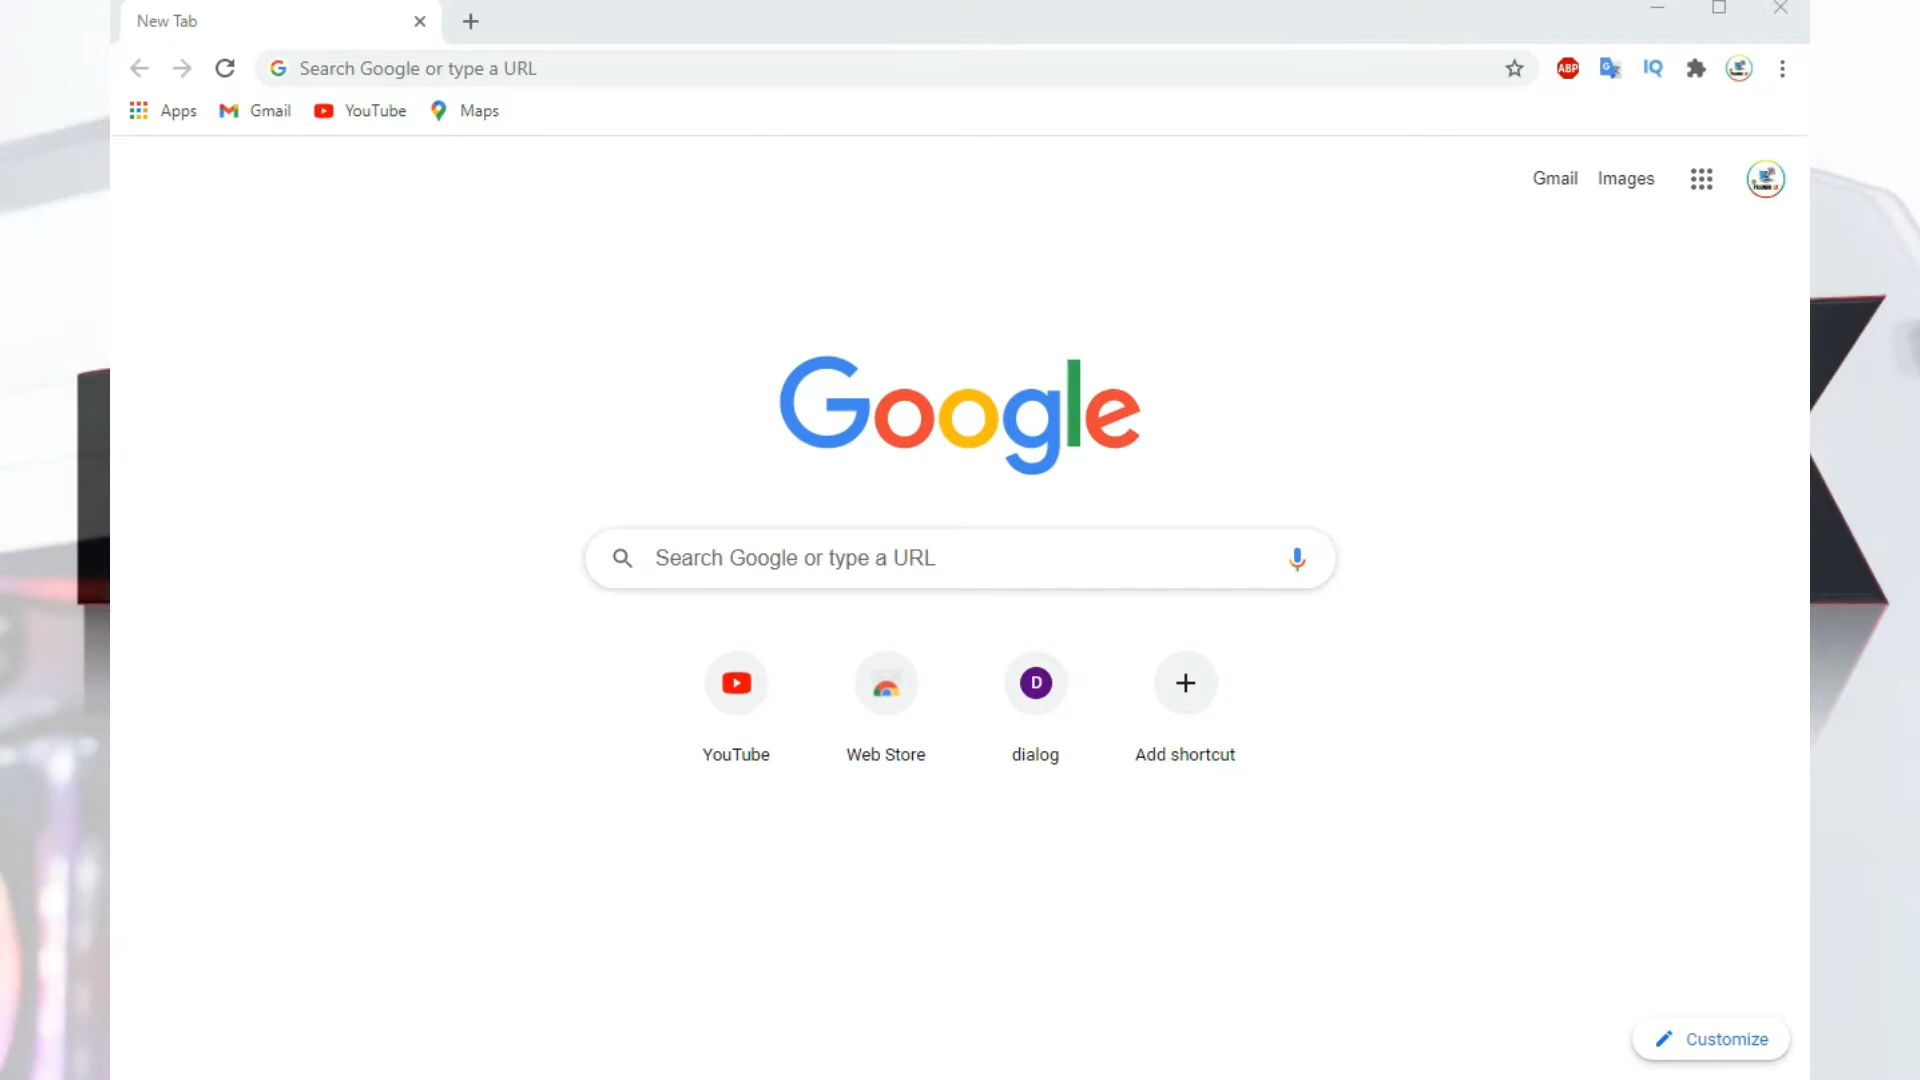 New Tab
Search Google or type a URL
ABP
IQ
Apps Gmail YouTube Maps
Gmail Images
Google
Search Google or type a URL
D
YouTube Web Store dialog Add shortcut
Customize